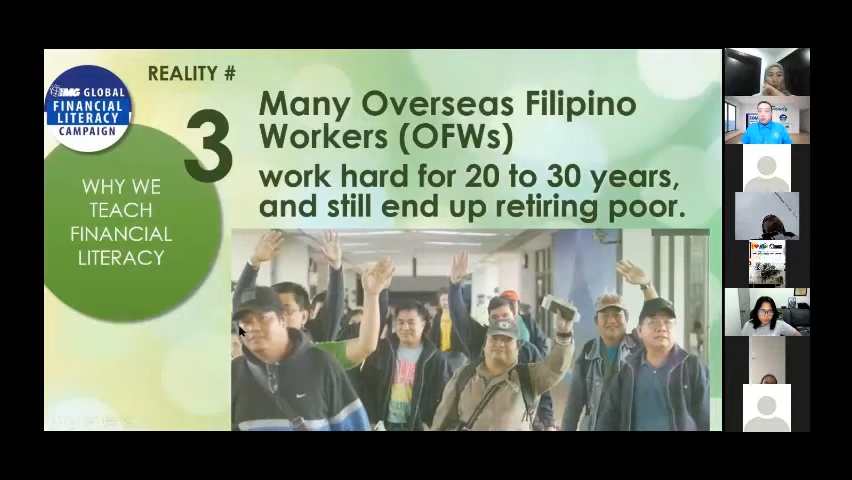 REALITY #
3
Many Overseas Filipino
Workers (OFWs)
work hard for 20 to 30 years,
and still end up retiring poor.
IMG GLOBAL
FINANCIAL
LITERACY
CAMPAIGN
WHY WE
TEACH
FINANCIAL
LITERACY